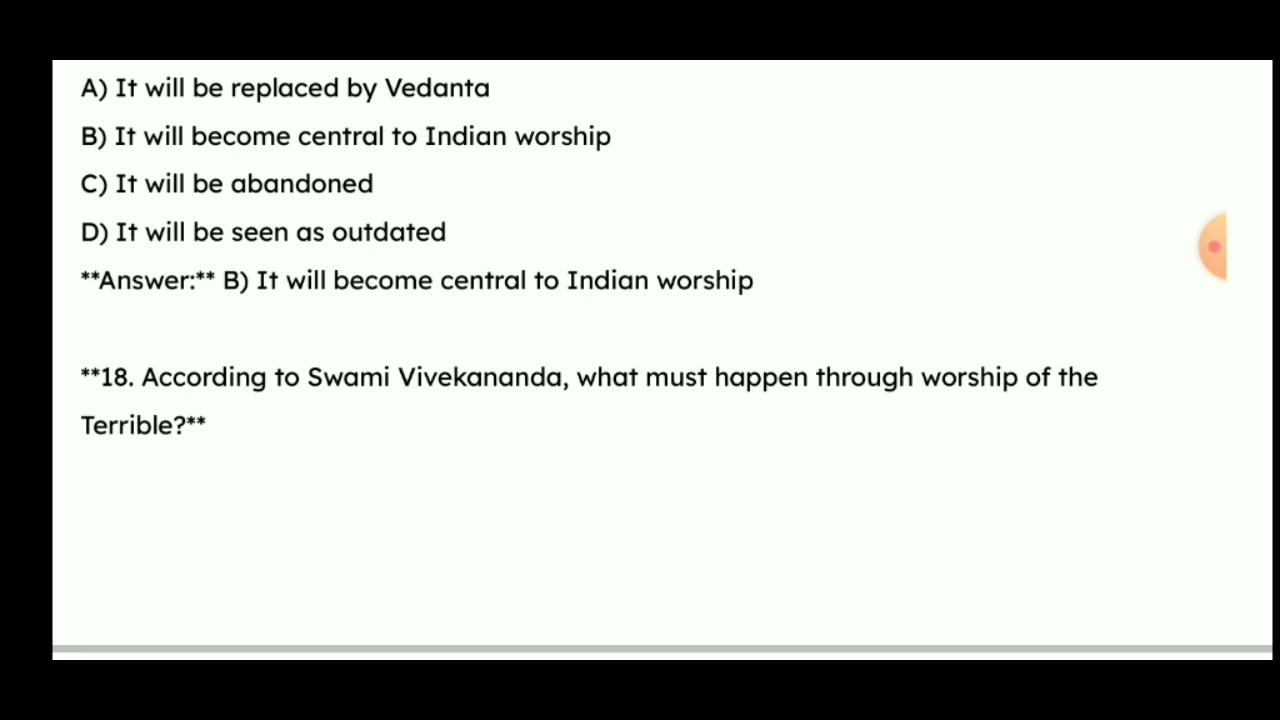 A) It will be replaced by Vedanta
B) It will become central to Indian worship
C) It will be abandoned
D) It will be seen as outdated
**Answer:** B) It will become central to Indian worship
**18. According to Swami Vivekananda, what must happen through worship of the
Terrible?**